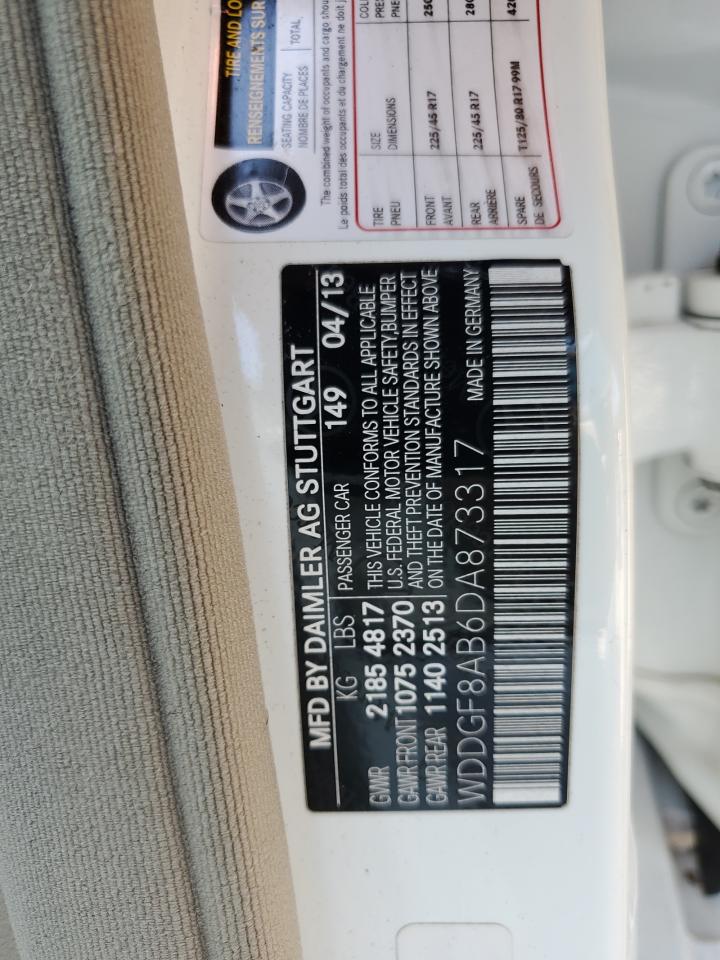 TIRE AND LO
RENSEIGNEMENTS SUR
SEATING CAPACITY
NOMBRE DE PLACES
TOTAL
The combined weight of occupants and cargo shou
Le poids total des occupants et du chargement ne doit j
TIRE SIZE COL
PNEU DIMENSIONS PNE
FRONT 225/45 R17 250
AVANT
REAR 225/45 R17 280
ARRIÈRE
SPARE T125/80 R17 99M 420
DE SECOURS
MFD BY DAIMLER AG STUTTGART
KG LBS PASSENGER CAR 149 04/13
GVWR 2185 4817
GAWR FRONT 1075 2370
GAWR REAR 1140 2513
THIS VEHICLE CONFORMS TO ALL APPLICABLE
U.S. FEDERAL MOTOR VEHICLE SAFETY,BUMPER
AND THEFT PREVENTION STANDARDS IN EFFECT
ON THE DATE OF MANUFACTURE SHOWN ABOVE
WDDGF8AB6DA873317 MADE IN GERMANY